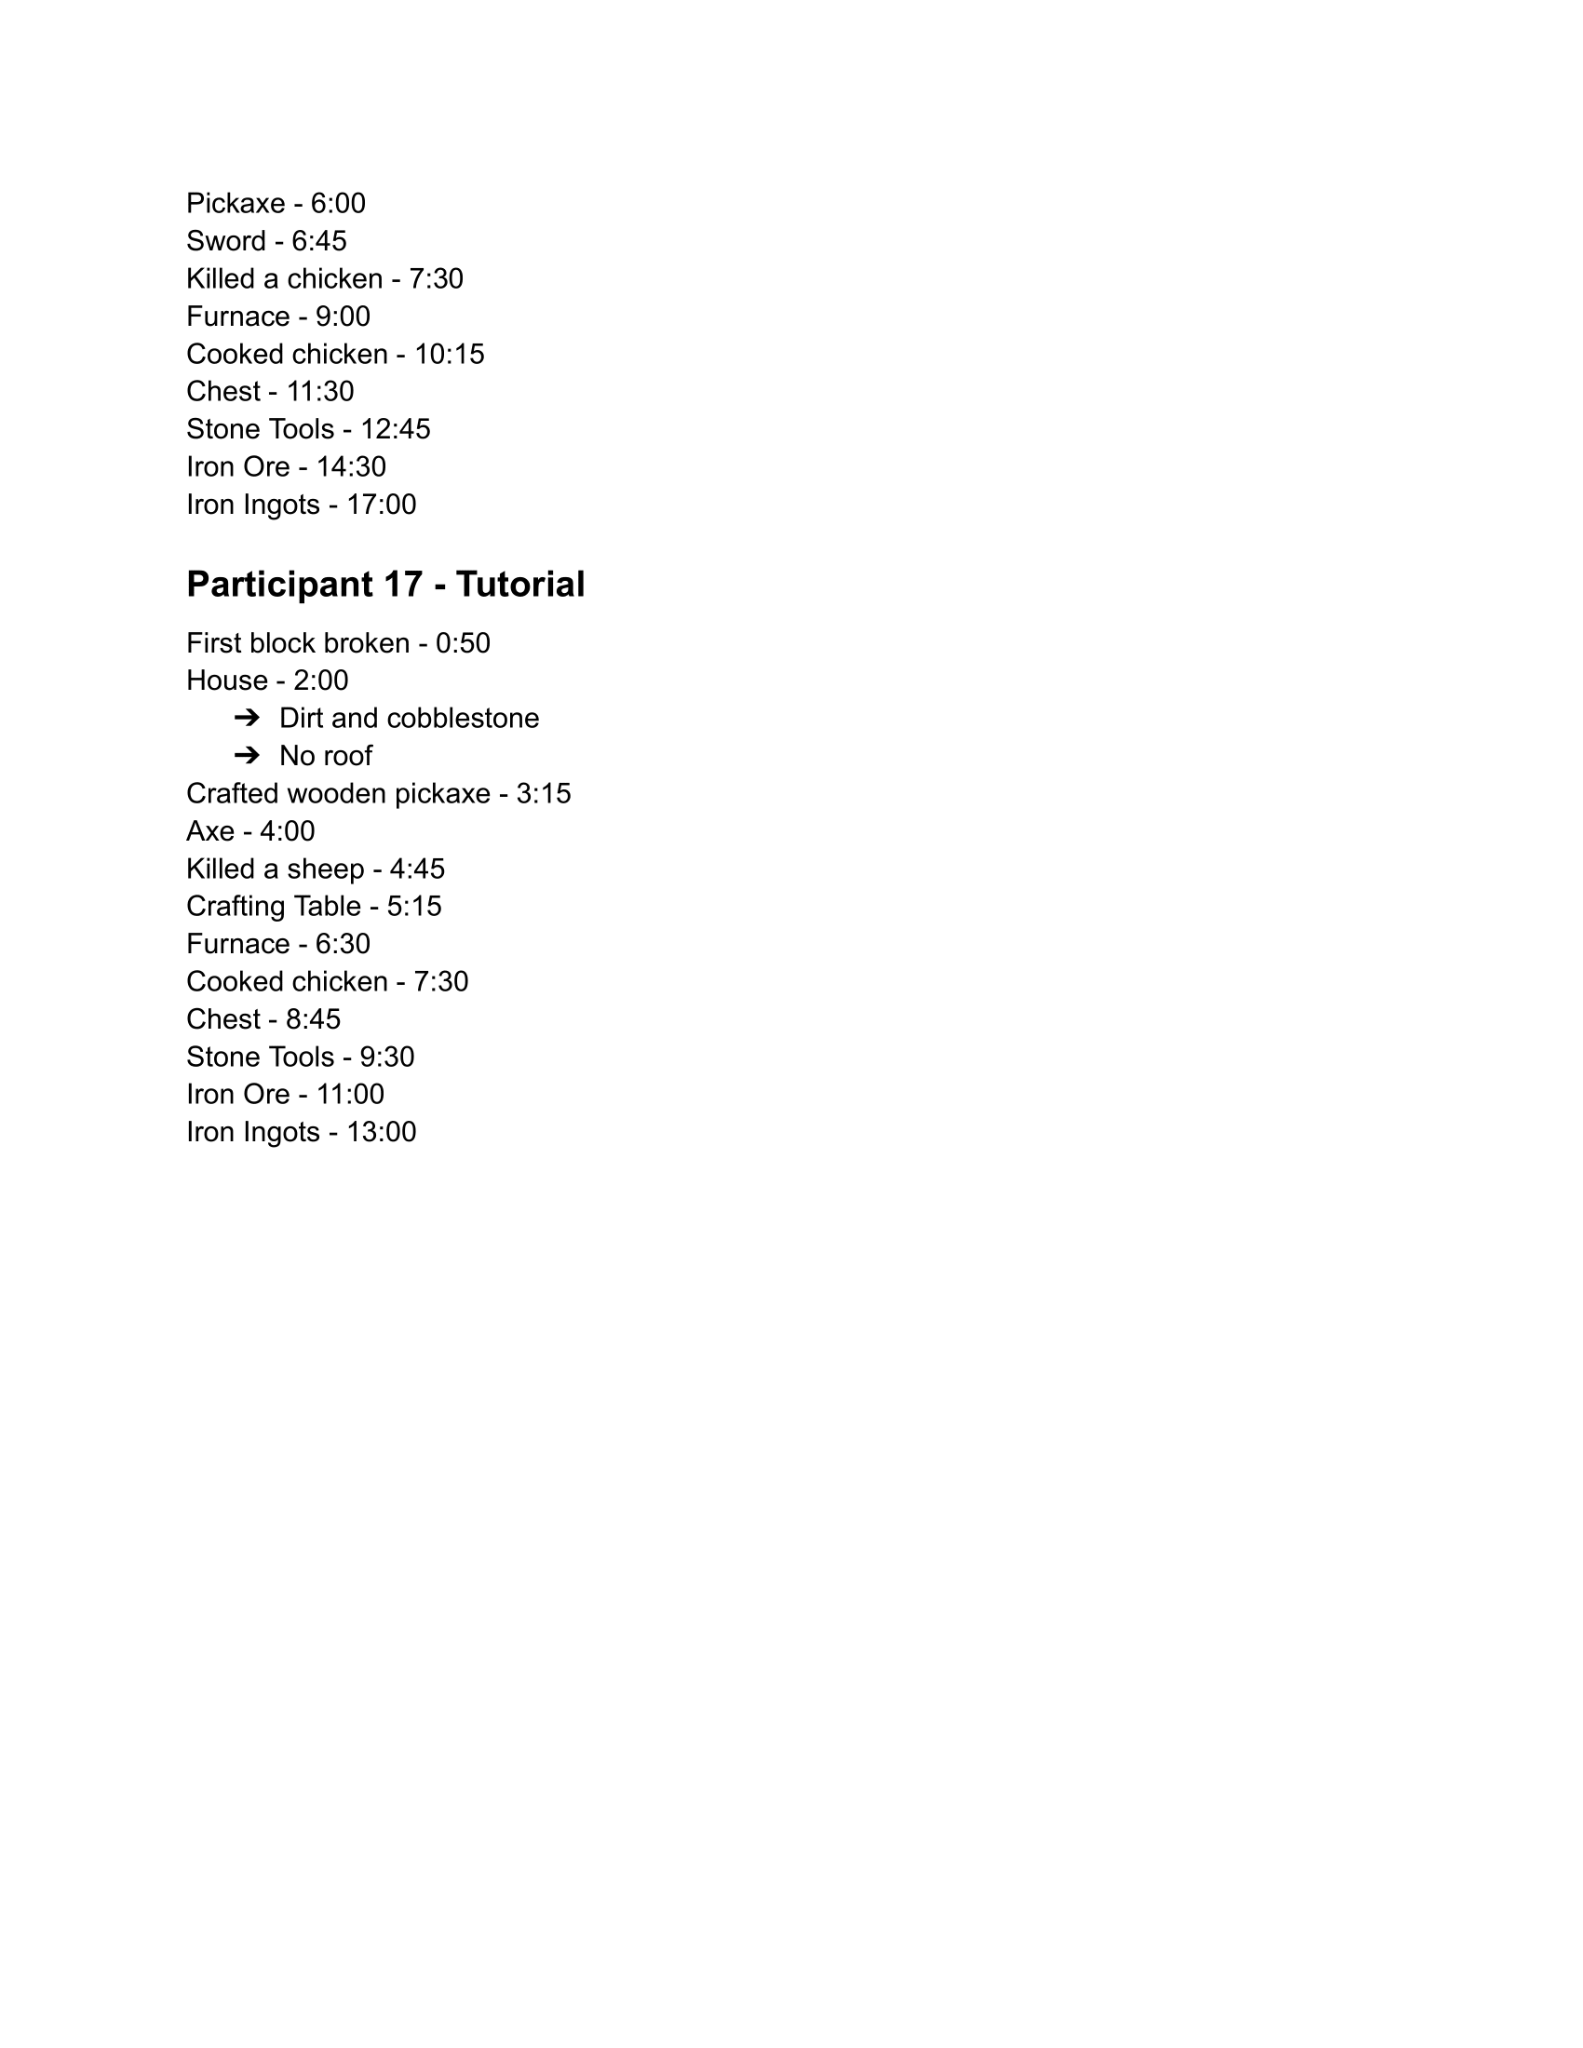 Pickaxe - 6:00
Sword - 6:45
Killed a chicken - 7:30
Furnace - 9:00
Cooked chicken - 10:15
Chest - 11:30
Stone Tools - 12:45
Iron Ore - 14:30
Iron Ingots - 17:00
Participant 17 - Tutorial
First block broken - 0:50
House - 2:00
➔ Dirt and cobblestone
➔ No roof
Crafted wooden pickaxe - 3:15
Axe - 4:00
Killed a sheep - 4:45
Crafting Table - 5:15
Furnace - 6:30
Cooked chicken - 7:30
Chest - 8:45
Stone Tools - 9:30
Iron Ore - 11:00
Iron Ingots - 13:00